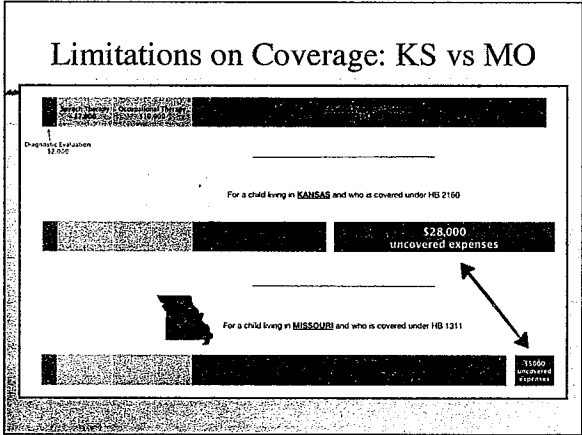 Limitations on Coverage: KS vs MO
Speech Therapy Occupational Therapy
$10,000
Diagnostic Evaluation
$2,000
For a child living in KANSAS and who is covered under HB 2160
$28,000
uncovered expenses
For a child living in MISSOURI and who is covered under HB 1311
uncovered
expenses